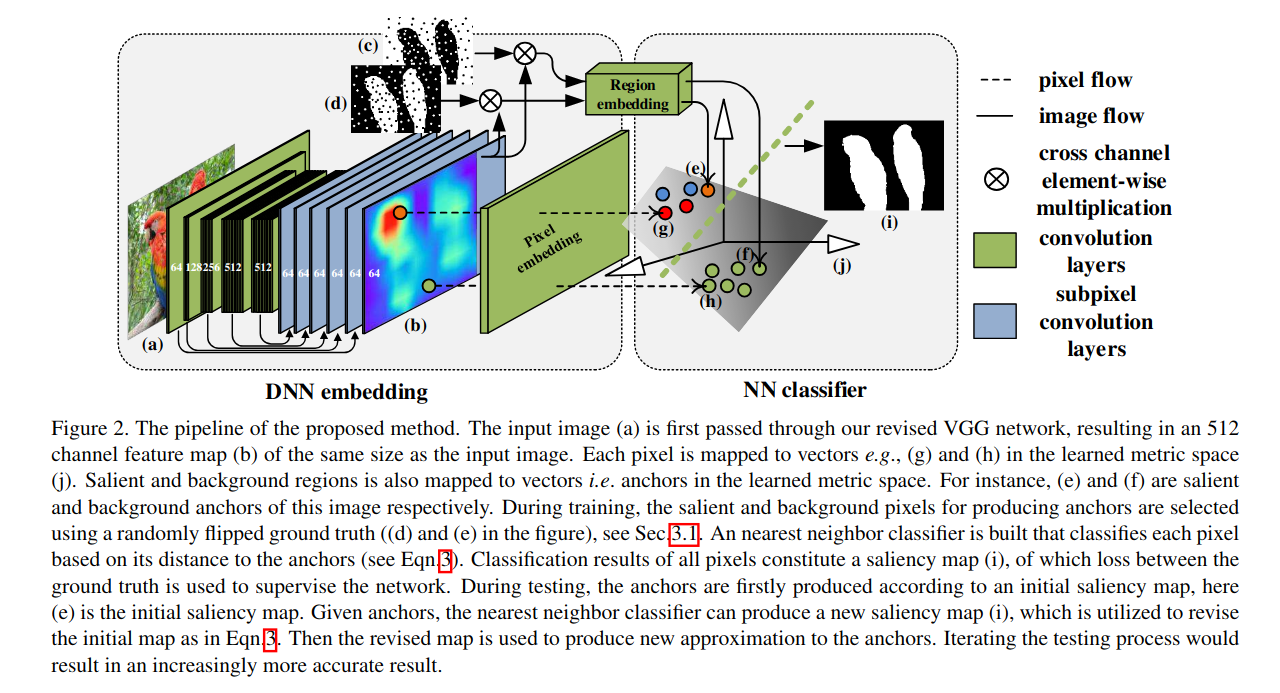 (c)
(d)
Region
embedding
pixel flow
image flow
cross channel
element-wise
multiplication
convolution
layers
subpixel
convolution
layers
(e)
(g)
(f)
(h)
(i)
(j)
Pixel
embedding
64 128 256 512 512 64 64 64 64 64 64
(a)
(b)
DNN embedding
NN classifier
Figure 2. The pipeline of the proposed method. The input image (a) is first passed through our revised VGG network, resulting in an 512
channel feature map (b) of the same size as the input image. Each pixel is mapped to vectors e.g., (g) and (h) in the learned metric space
(j). Salient and background regions is also mapped to vectors i.e. anchors in the learned metric space. For instance, (e) and (f) are salient
and background anchors of this image respectively. During training, the salient and background pixels for producing anchors are selected
using a randomly flipped ground truth ((d) and (e) in the figure), see Sec.3.1. An nearest neighbor classifier is built that classifies each pixel
based on its distance to the anchors (see Eqn.3). Classification results of all pixels constitute a saliency map (i), of which loss between the
ground truth is used to supervise the network. During testing, the anchors are firstly produced according to an initial saliency map, here
(e) is the initial saliency map. Given anchors, the nearest neighbor classifier can produce a new saliency map (i), which is utilized to revise
the initial map as in Eqn.3. Then the revised map is used to produce new approximation to the anchors. Iterating the testing process would
result in an increasingly more accurate result.